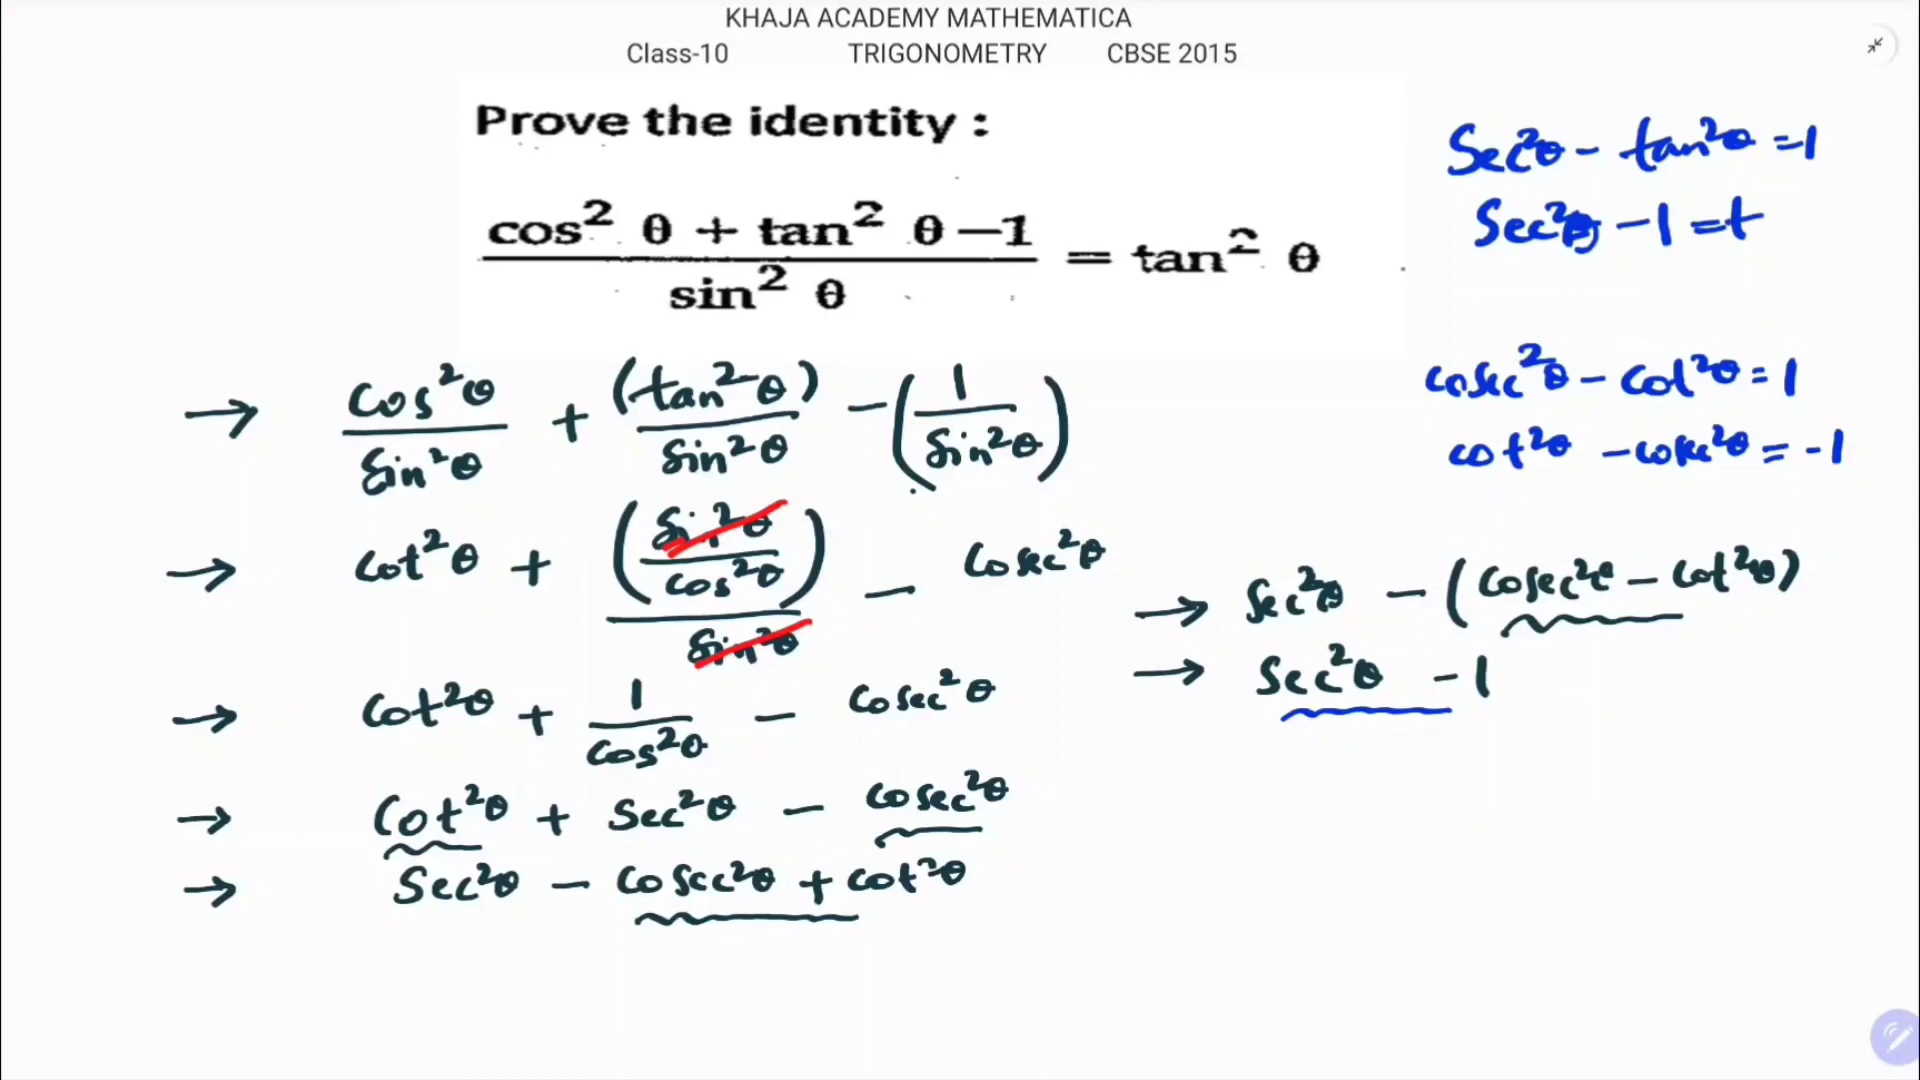 KHAJA ACADEMY MATHEMATICA
Class-10 TRIGONOMETRY CBSE 2015
Prove the identity :
cos² θ + tan² θ −1
= tan² θ
sin² θ
Sec²θ − tan²θ = 1
Sec²θ − 1 = t
cosec²θ − cot²θ = 1
cot²θ − cosec²θ = -1
→ Cos²θ/Sin²θ + (tan²θ)/Sin²θ − (1/Sin²θ)
→ Cot²θ + (Sin²θ/Cos²θ)/Sin²θ − Cosec²θ
→ Cot²θ + 1/Cos²θ − Cosec²θ
→ Cot²θ + Sec²θ − Cosec²θ
→ Sec²θ − Cosec²θ + cot²θ
→ Sec²θ − (Cosec²θ − Cot²θ)
→ Sec²θ − 1